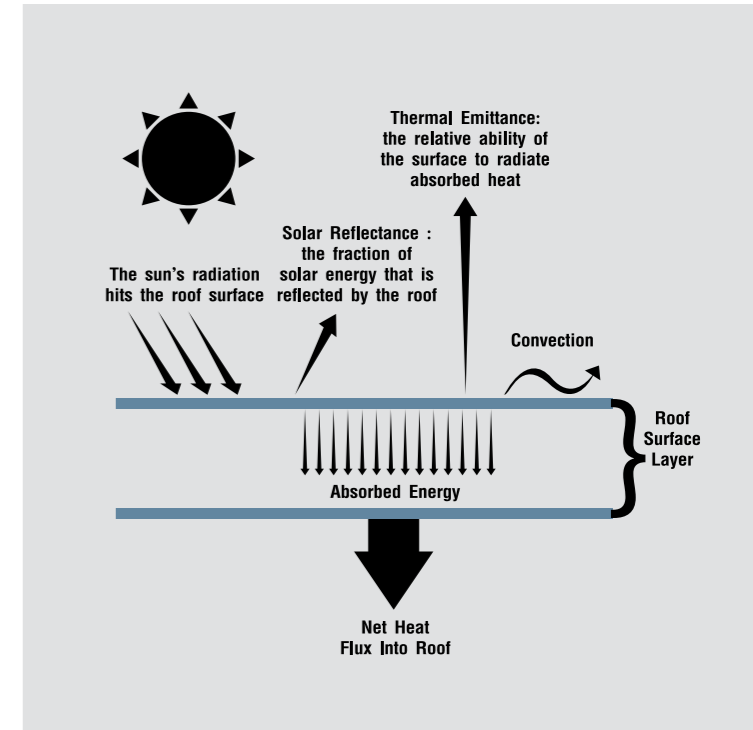 Thermal Emittance:
the relative ability of
the surface to radiate
absorbed heat
Solar Reflectance :
the fraction of
solar energy that is
reflected by the roof
The sun's radiation
hits the roof surface
Convection
Roof
Surface
Layer
Absorbed Energy
Net Heat
Flux Into Roof